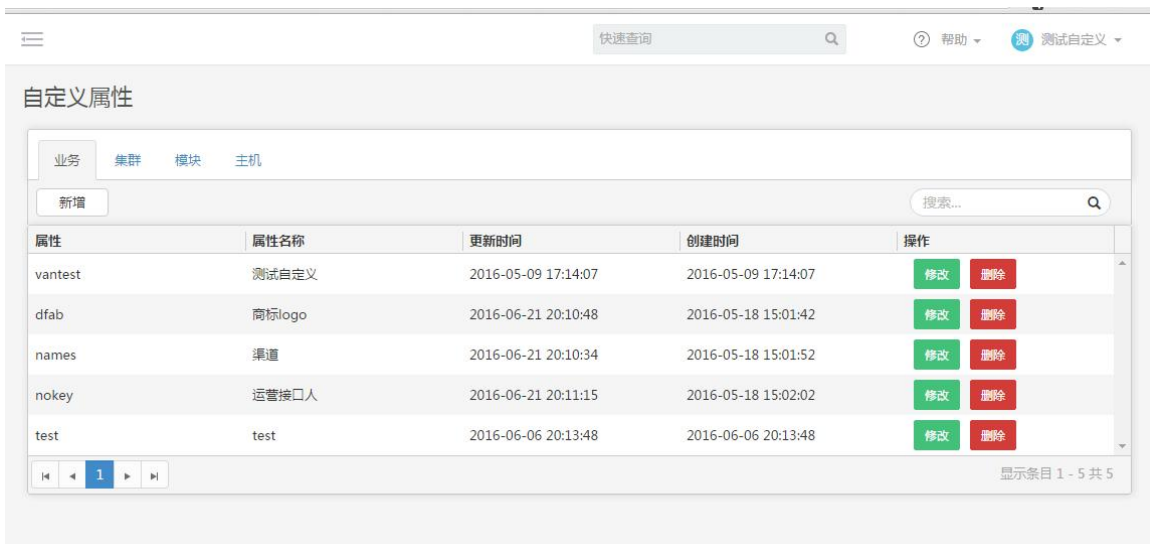 快速查询 帮助 测 测试自定义
自定义属性
业务 集群 模块 主机
新增 搜索...
属性 属性名称 更新时间 创建时间 操作
vantest 测试自定义 2016-05-09 17:14:07 2016-05-09 17:14:07 修改 删除
dfab 商标logo 2016-06-21 20:10:48 2016-05-18 15:01:42 修改 删除
names 渠道 2016-06-21 20:10:34 2016-05-18 15:01:52 修改 删除
nokey 运营接口人 2016-06-21 20:11:15 2016-05-18 15:02:02 修改 删除
test test 2016-06-06 20:13:48 2016-06-06 20:13:48 修改 删除
1 显示条目 1 - 5 共 5